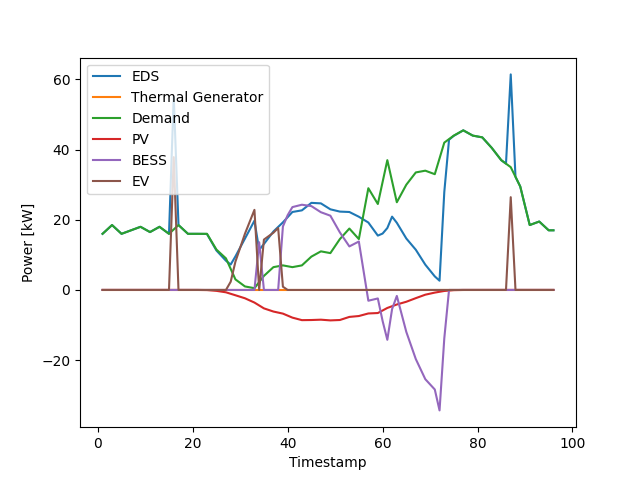 EDS
Thermal Generator
Demand
PV
BESS
EV
Power [kW]
60
40
20
0
−20
0
20
40
60
80
100
Timestamp